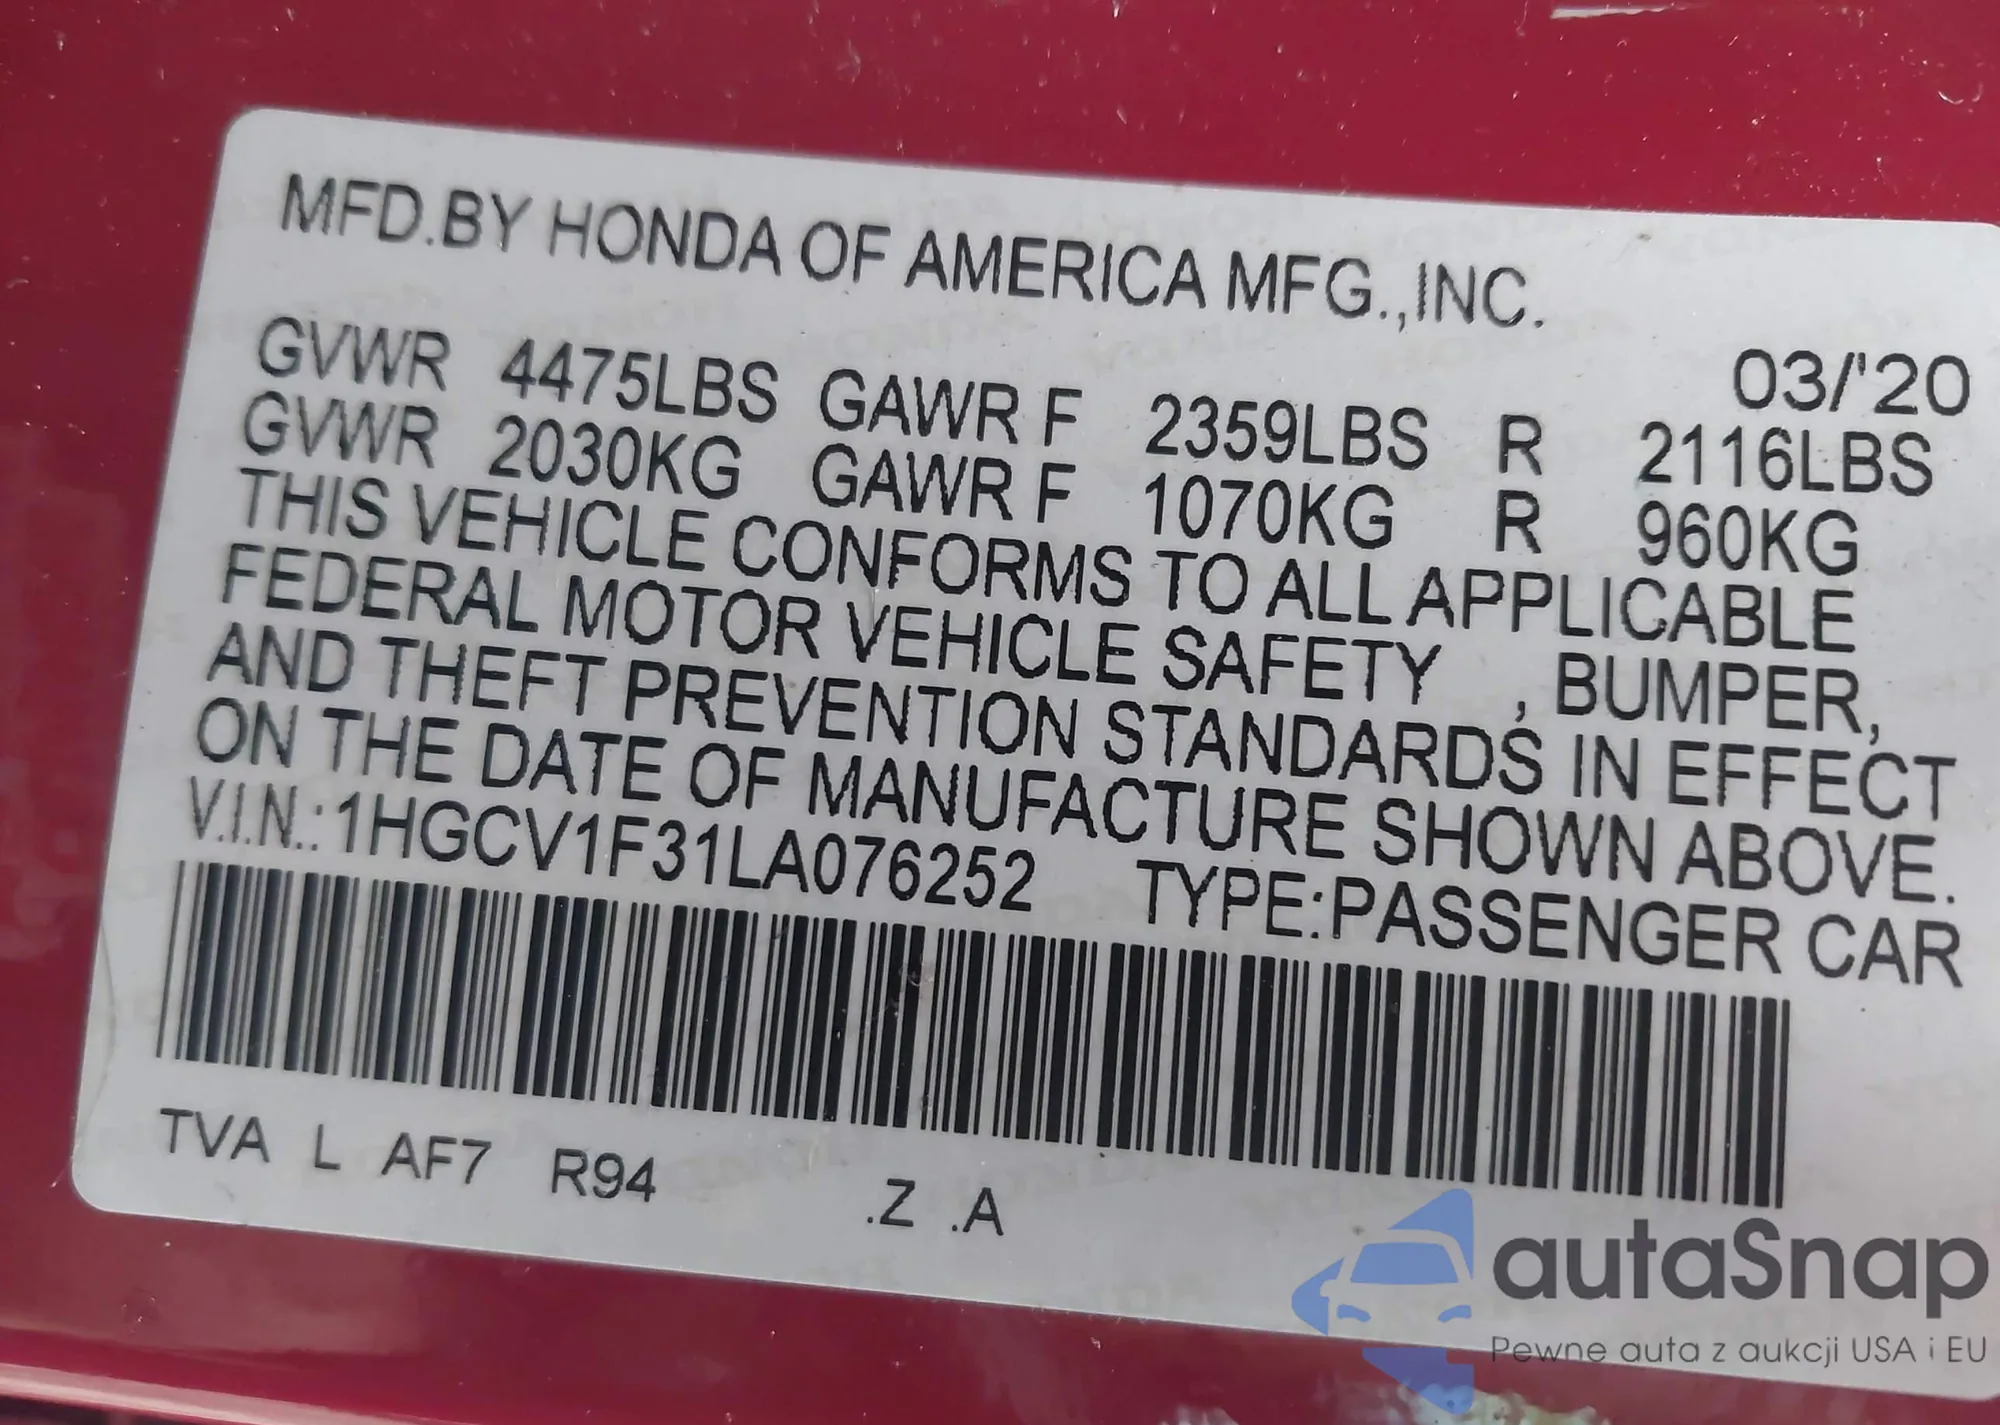 MFD.BY HONDA OF AMERICA MFG.,INC.
03/'20
GVWR 4475LBS GAWR F 2359LBS R 2116LBS
GVWR 2030KG GAWR F 1070KG R 960KG
THIS VEHICLE CONFORMS TO ALL APPLICABLE
FEDERAL MOTOR VEHICLE SAFETY , BUMPER,
AND THEFT PREVENTION STANDARDS IN EFFECT
ON THE DATE OF MANUFACTURE SHOWN ABOVE.
V.I.N.:1HGCV1F31LA076252 TYPE:PASSENGER CAR
TVA L AF7 R94 .Z .A
autaSnap
Pewne auta z aukcji USA i EU